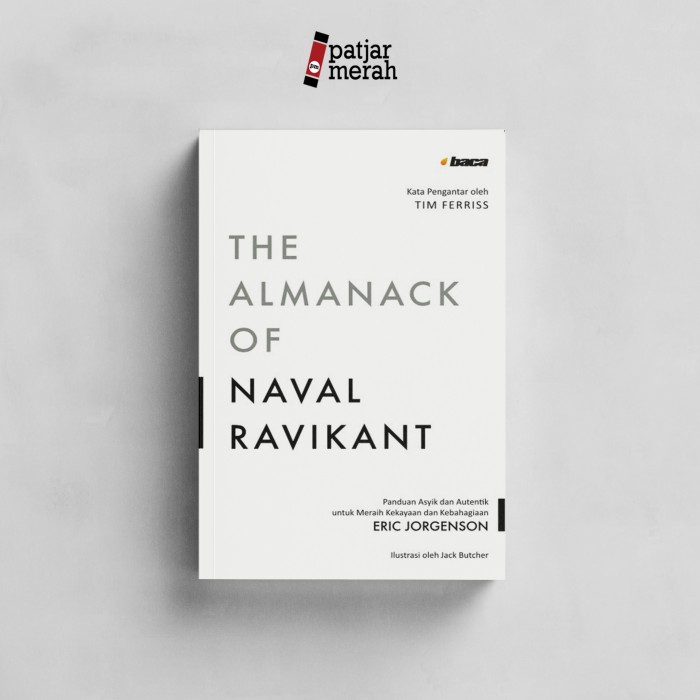 patjar
merah
pm
baca
Kata Pengantar oleh
TIM FERRISS
THE
ALMANACK
OF
NAVAL
RAVIKANT
Panduan Asyik dan Autentik
untuk Meraih Kekayaan dan Kebahagiaan
ERIC JORGENSON
Ilustrasi oleh Jack Butcher